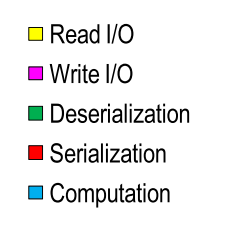 Read I/O
Write I/O
Deserialization
Serialization
Computation